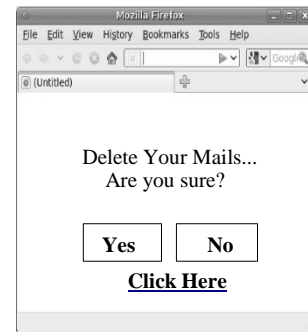 Mozilla Firefox
File Edit View History Bookmarks Tools Help
Google
(Untitled)
Delete Your Mails...
Are you sure?
Yes No
Click Here